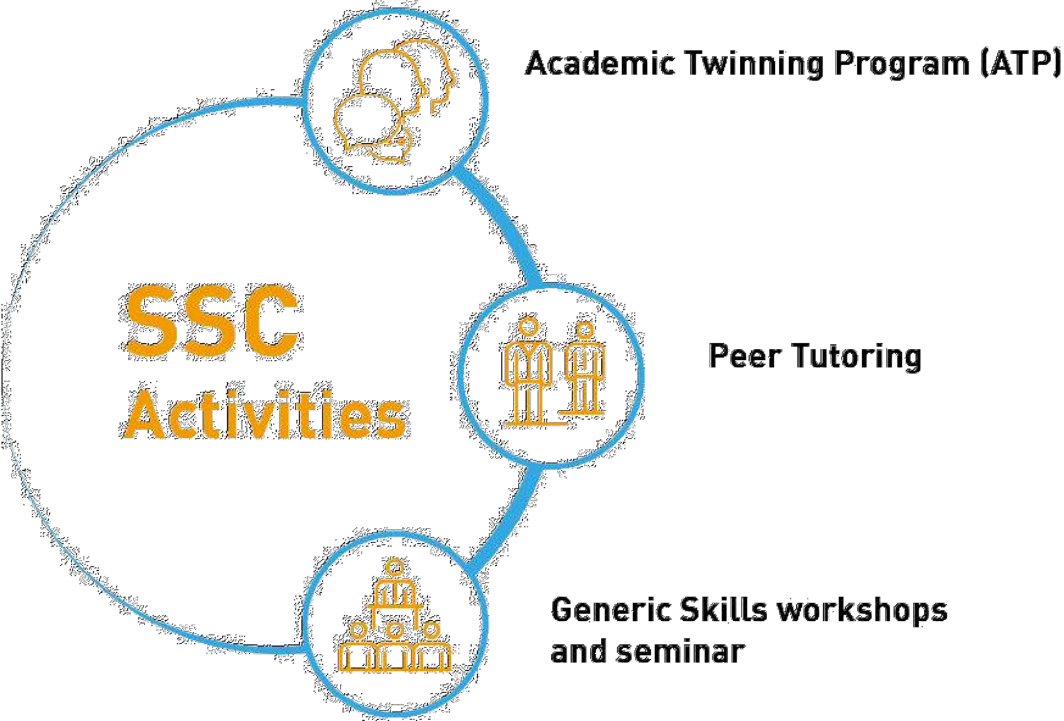 Academic Twinning Program (ATP)
SSC
Activities
Peer Tutoring
Generic Skills workshops
and seminar